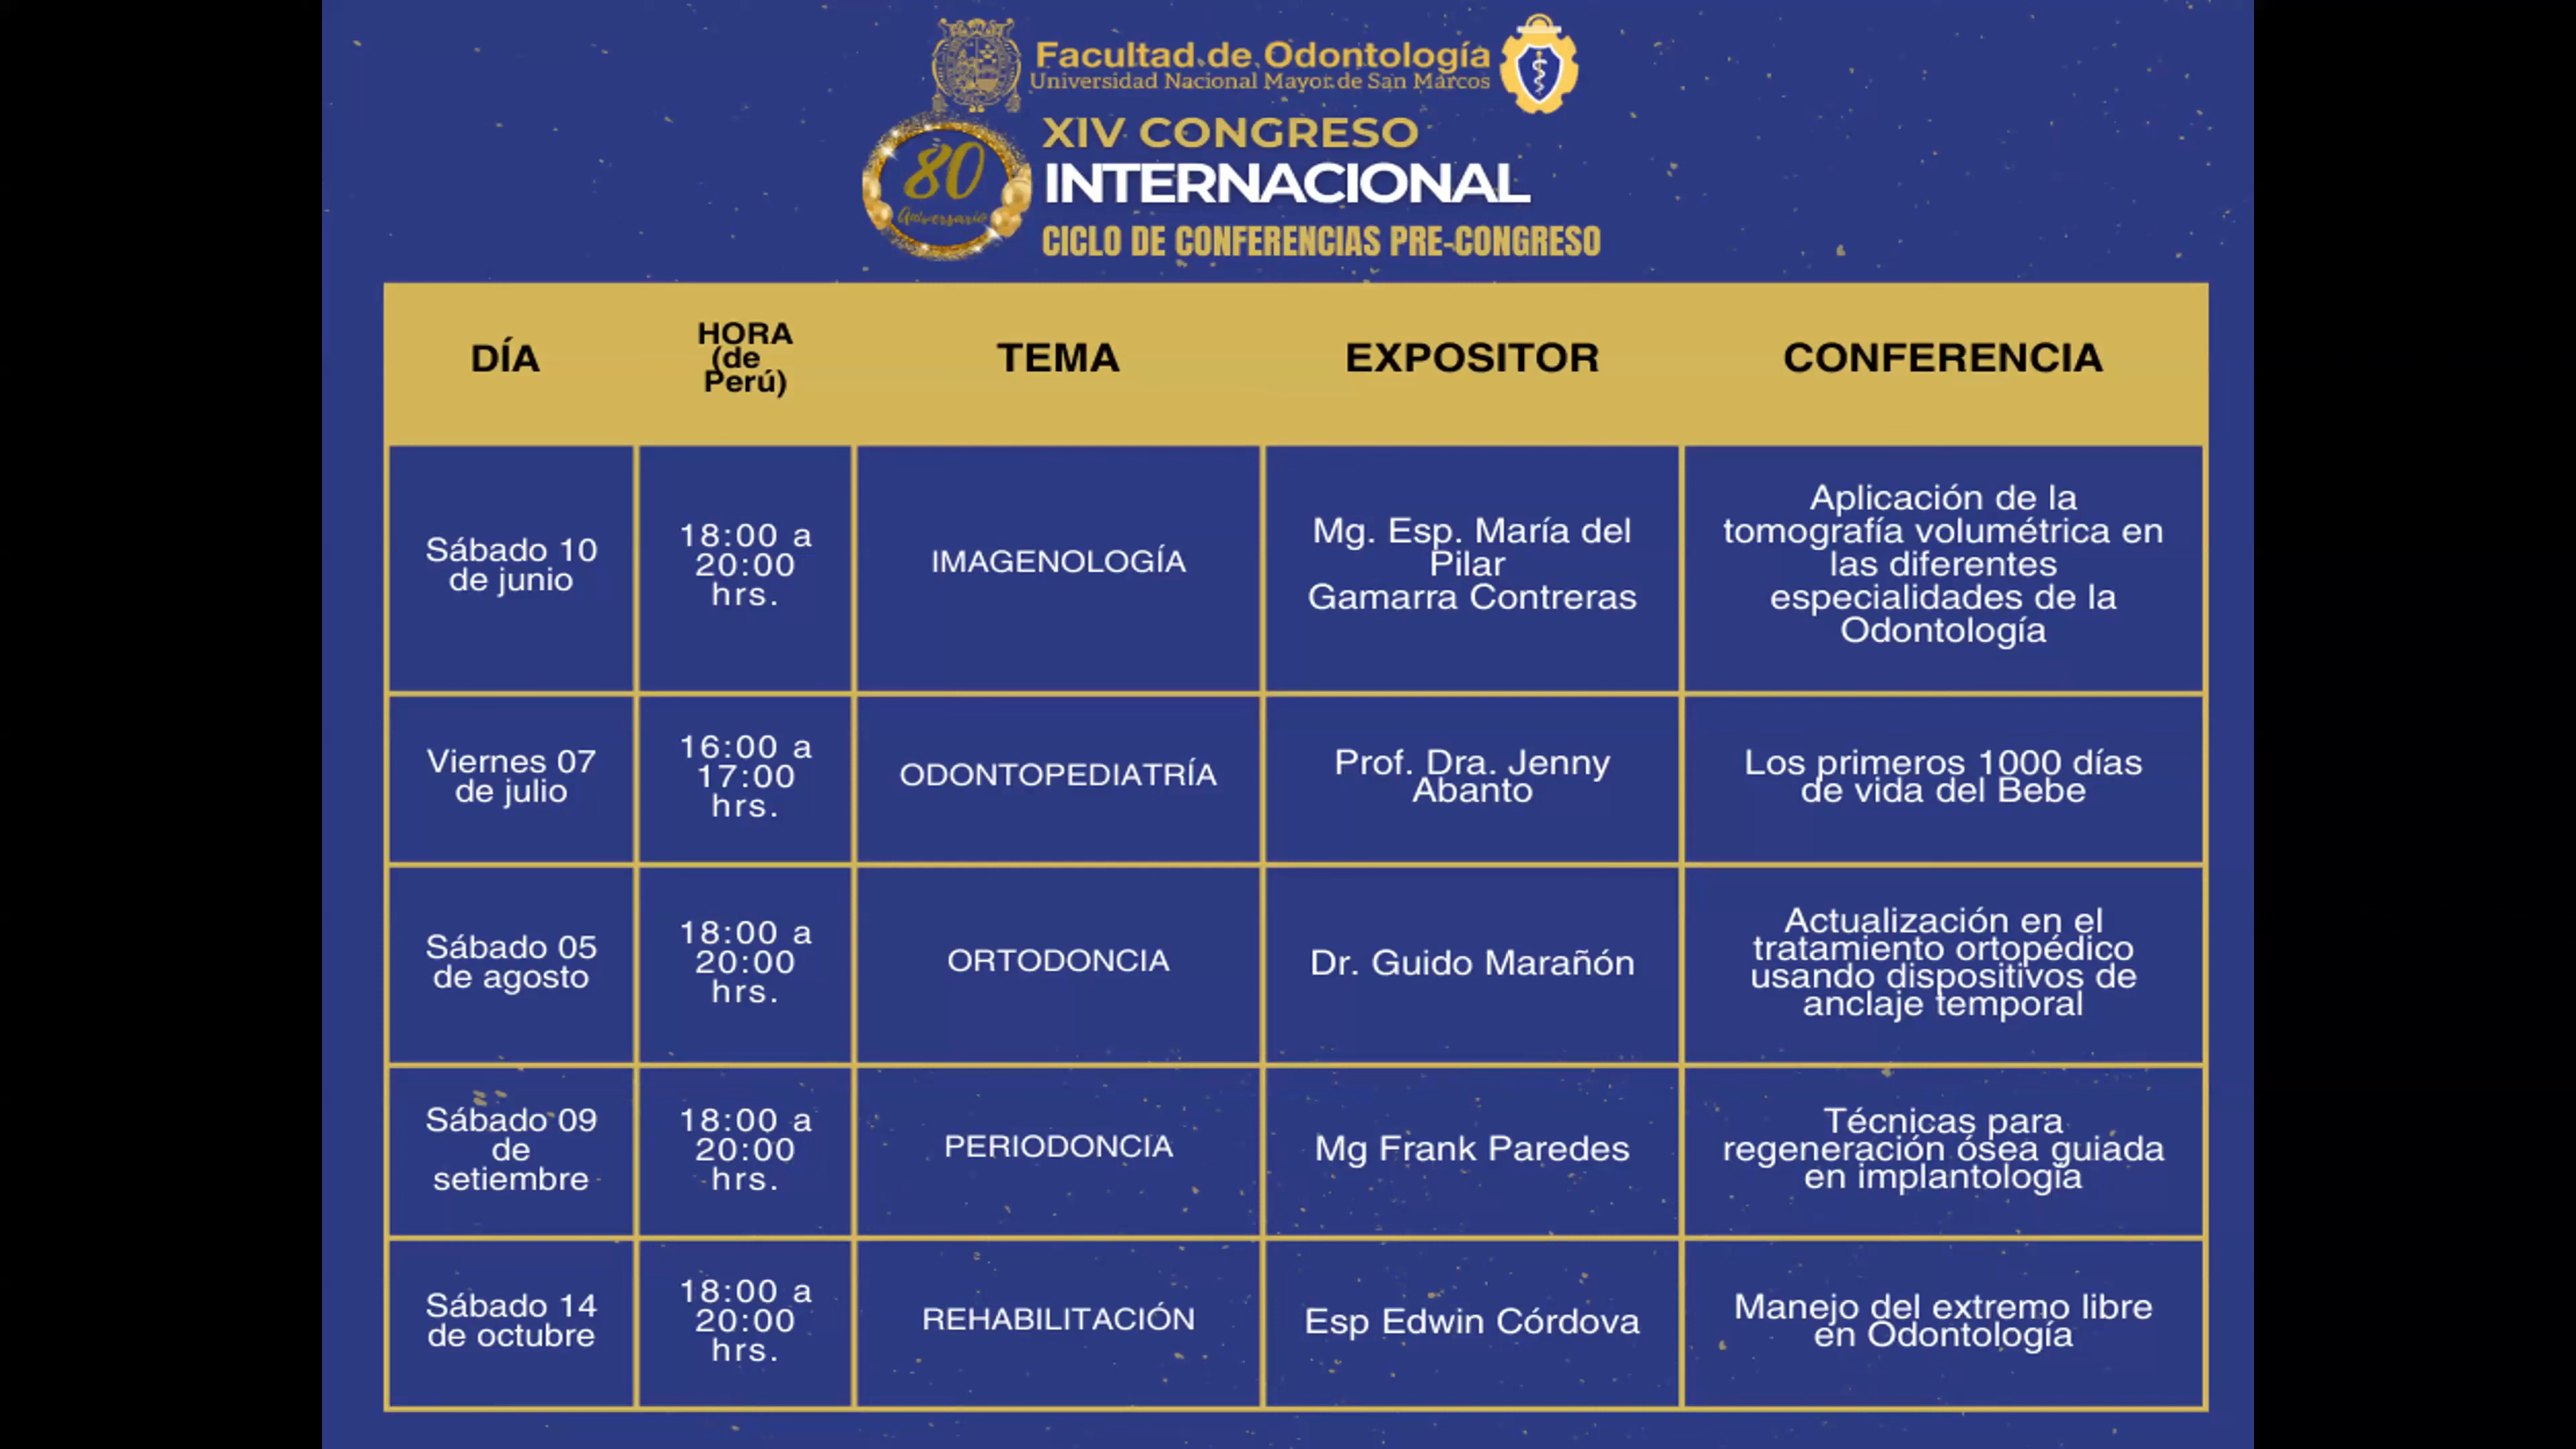 Facultad de Odontología
Universidad Nacional Mayor de San Marcos
80
Aniversario
XIV CONGRESO
INTERNACIONAL
CICLO DE CONFERENCIAS PRE-CONGRESO
DÍA
HORA
(de
Perú)
TEMA
EXPOSITOR
CONFERENCIA
Sábado 10
de junio
18:00 a
20:00
hrs.
IMAGENOLOGÍA
Mg. Esp. María del
Pilar
Gamarra Contreras
Aplicación de la
tomografía volumétrica en
las diferentes
especialidades de la
Odontología
Viernes 07
de julio
16:00 a
17:00
hrs.
ODONTOPEDIATRÍA
Prof. Dra. Jenny
Abanto
Los primeros 1000 días
de vida del Bebe
Sábado 05
de agosto
18:00 a
20:00
hrs.
ORTODONCIA
Dr. Guido Marañón
Actualización en el
tratamiento ortopédico
usando dispositivos de
anclaje temporal
Sábado 09
de
setiembre
18:00 a
20:00
hrs.
PERIODONCIA
Mg Frank Paredes
Técnicas para
regeneración ósea guiada
en implantología
Sábado 14
de octubre
18:00 a
20:00
hrs.
REHABILITACIÓN
Esp Edwin Córdova
Manejo del extremo libre
en Odontología